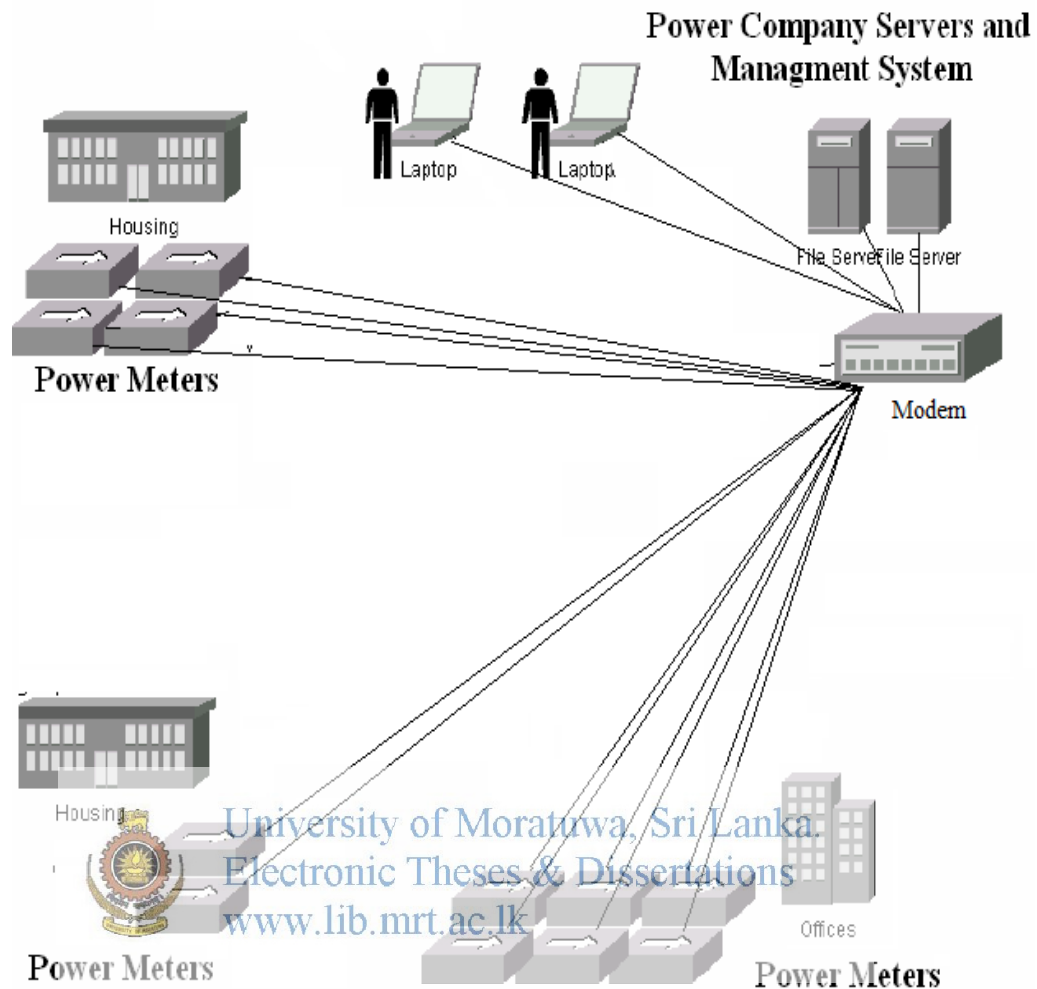 Power Company Servers and
Managment System
Laptop
Laptop
Housing
File Server
File Server
Power Meters
Modem
Housing
University of Moratuwa, Sri Lanka.
Electronic Theses & Dissertations
www.lib.mrt.ac.lk
Offices
Power Meters
Power Meters